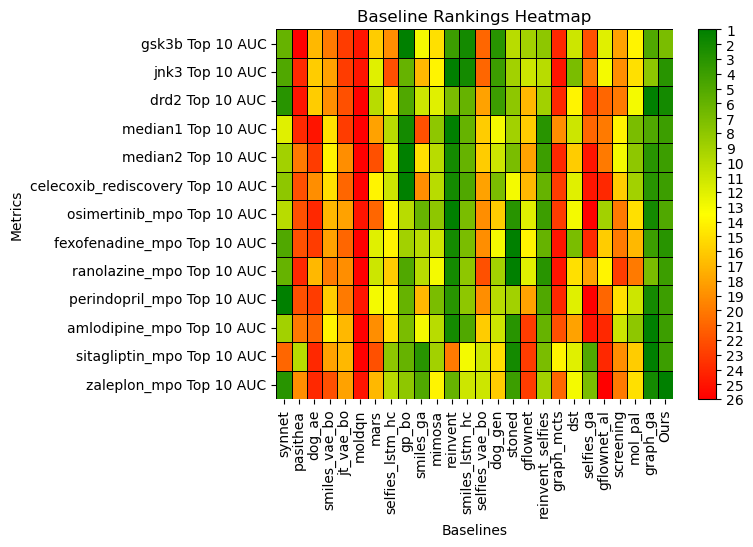 Baseline Rankings Heatmap
Metrics
gsk3b Top 10 AUC
jnk3 Top 10 AUC
drd2 Top 10 AUC
median1 Top 10 AUC
median2 Top 10 AUC
celecoxib_rediscovery Top 10 AUC
osimertinib_mpo Top 10 AUC
fexofenadine_mpo Top 10 AUC
ranolazine_mpo Top 10 AUC
perindopril_mpo Top 10 AUC
amlodipine_mpo Top 10 AUC
sitagliptin_mpo Top 10 AUC
zaleplon_mpo Top 10 AUC
synnet
pasithea
dog_ae
smiles_vae_bo
jt_vae_bo
moldqn
mars
selfies_lstm_hc
gp_bo
smiles_ga
mimosa
reinvent
smiles_lstm_hc
selfies_vae_bo
dog_gen
stoned
gflownet
reinvent_selfies
graph_mcts
dst
selfies_ga
gflownet_al
screening
mol_pal
graph_ga
Ours
Baselines
1
2
3
4
5
6
7
8
9
10
11
12
13
14
15
16
17
18
19
20
21
22
23
24
25
26